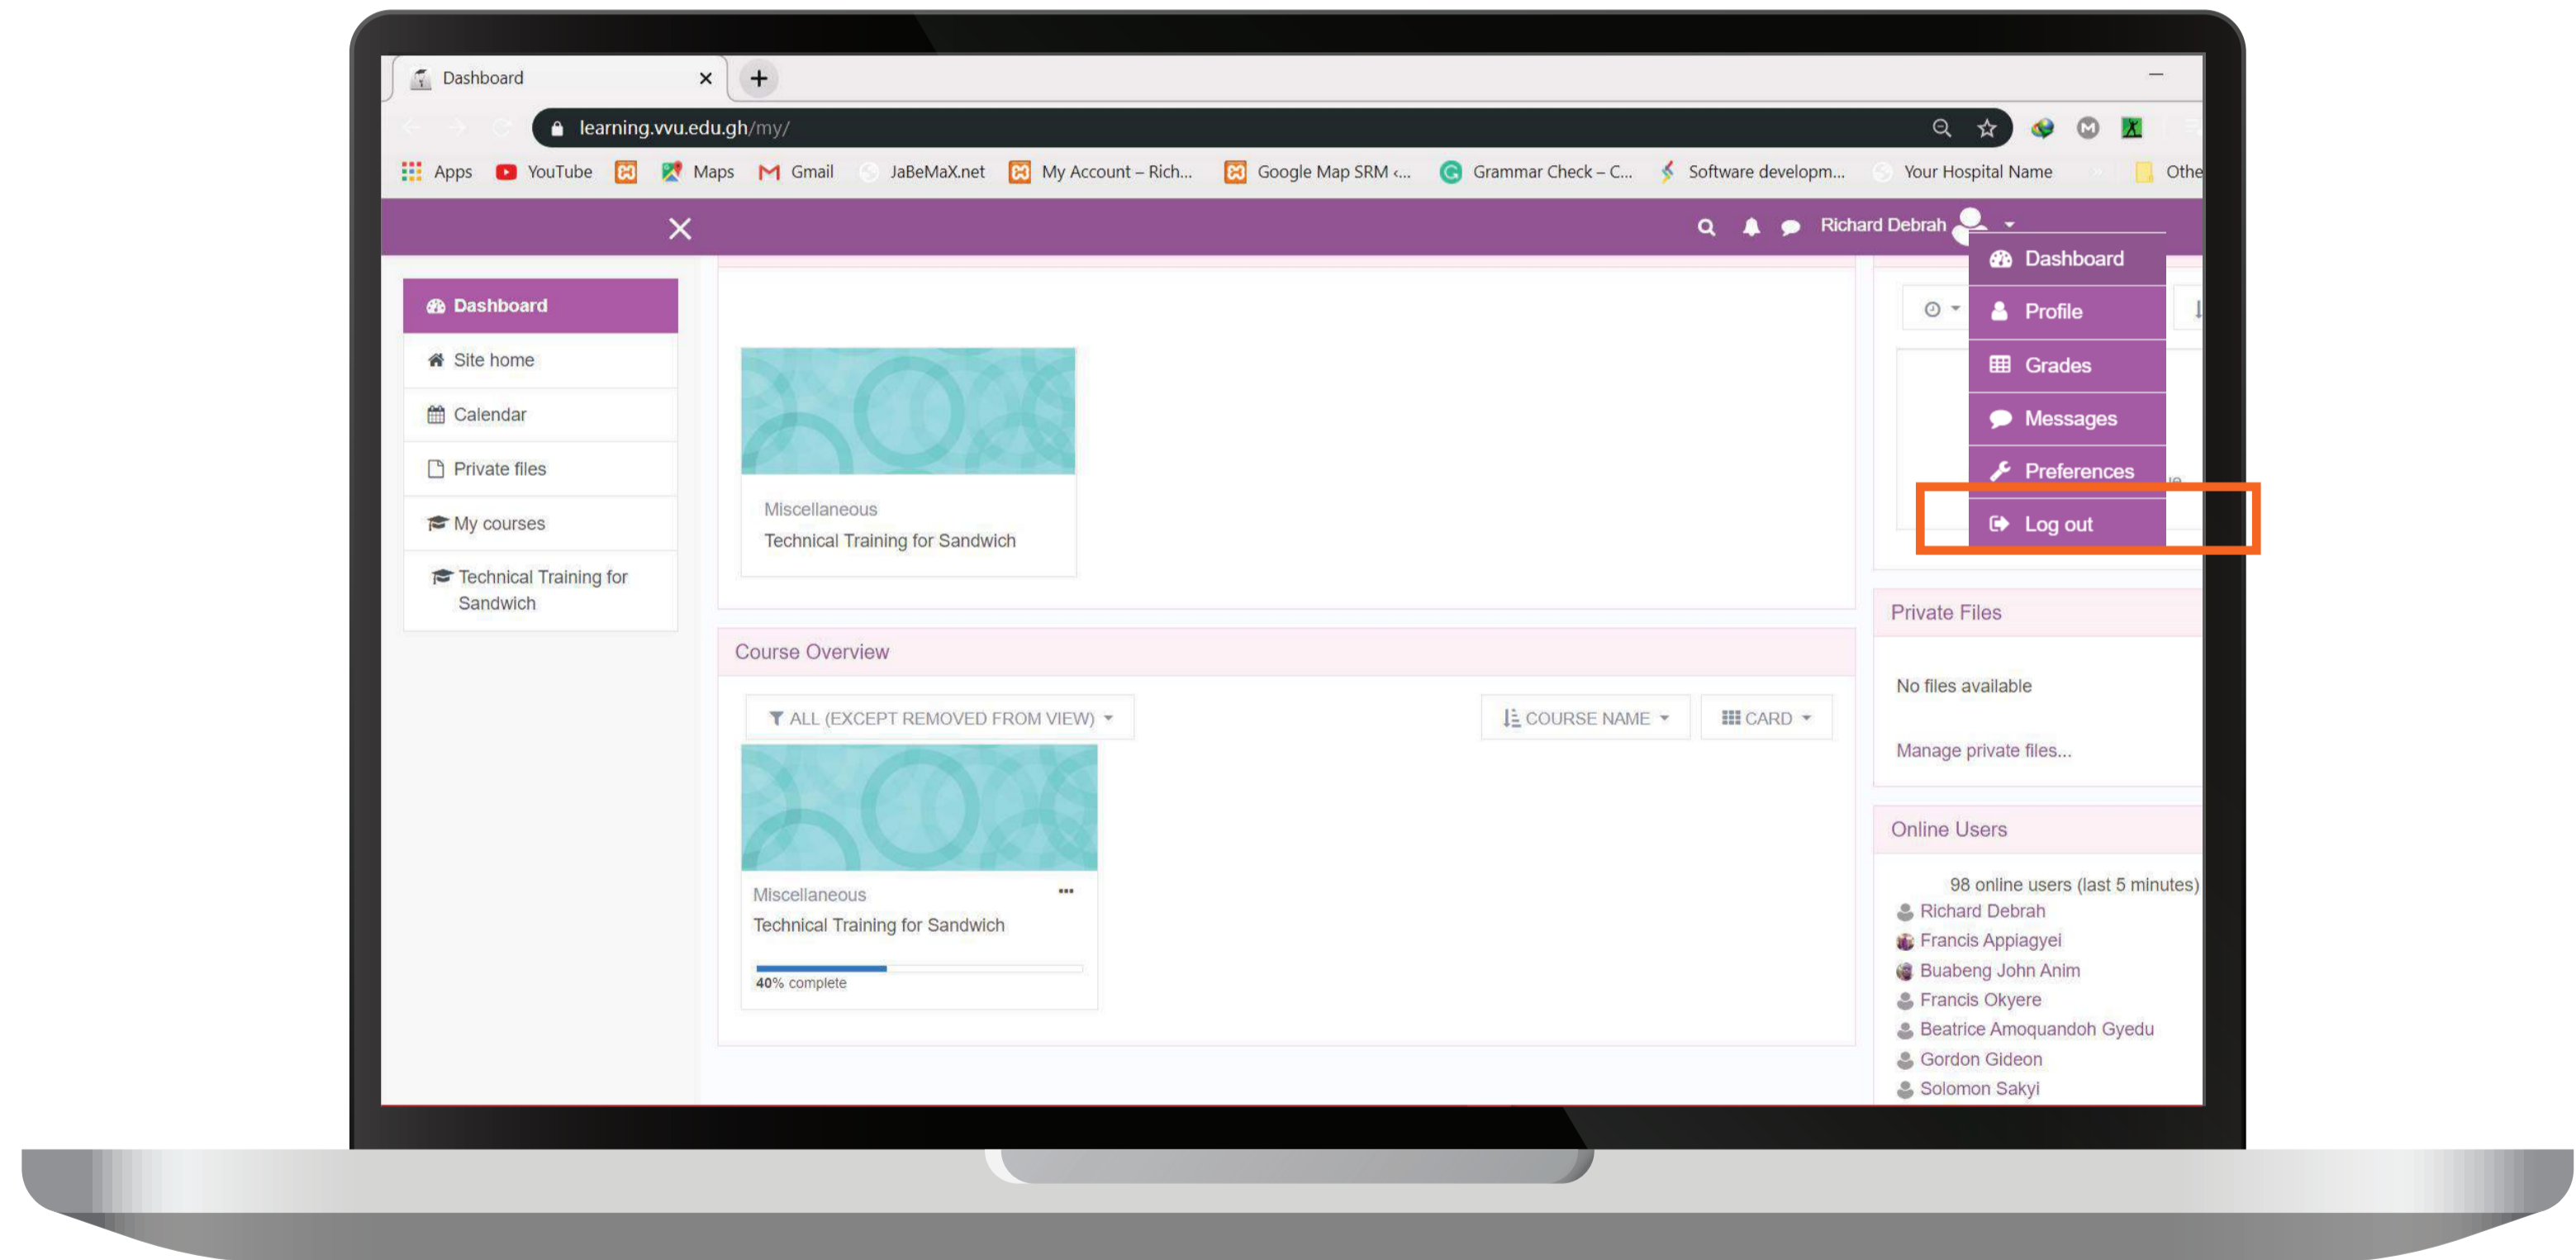 Dashboard
learning.vvu.edu.gh/my/
Apps YouTube Maps Gmail JaBeMaX.net My Account – Rich... Google Map SRM ‹... Grammar Check – C... Software developm... Your Hospital Name » Othe
Richard Debrah
Dashboard
Profile
Grades
Messages
Preferences
Log out
Dashboard
Site home
Calendar
Private files
My courses
Technical Training for
Sandwich
Miscellaneous
Technical Training for Sandwich
Course Overview
ALL (EXCEPT REMOVED FROM VIEW) COURSE NAME CARD
Miscellaneous
Technical Training for Sandwich
40% complete
Private Files
No files available
Manage private files...
Online Users
98 online users (last 5 minutes)
Richard Debrah
Francis Appiagyei
Buabeng John Anim
Francis Okyere
Beatrice Amoquandoh Gyedu
Gordon Gideon
Solomon Sakyi